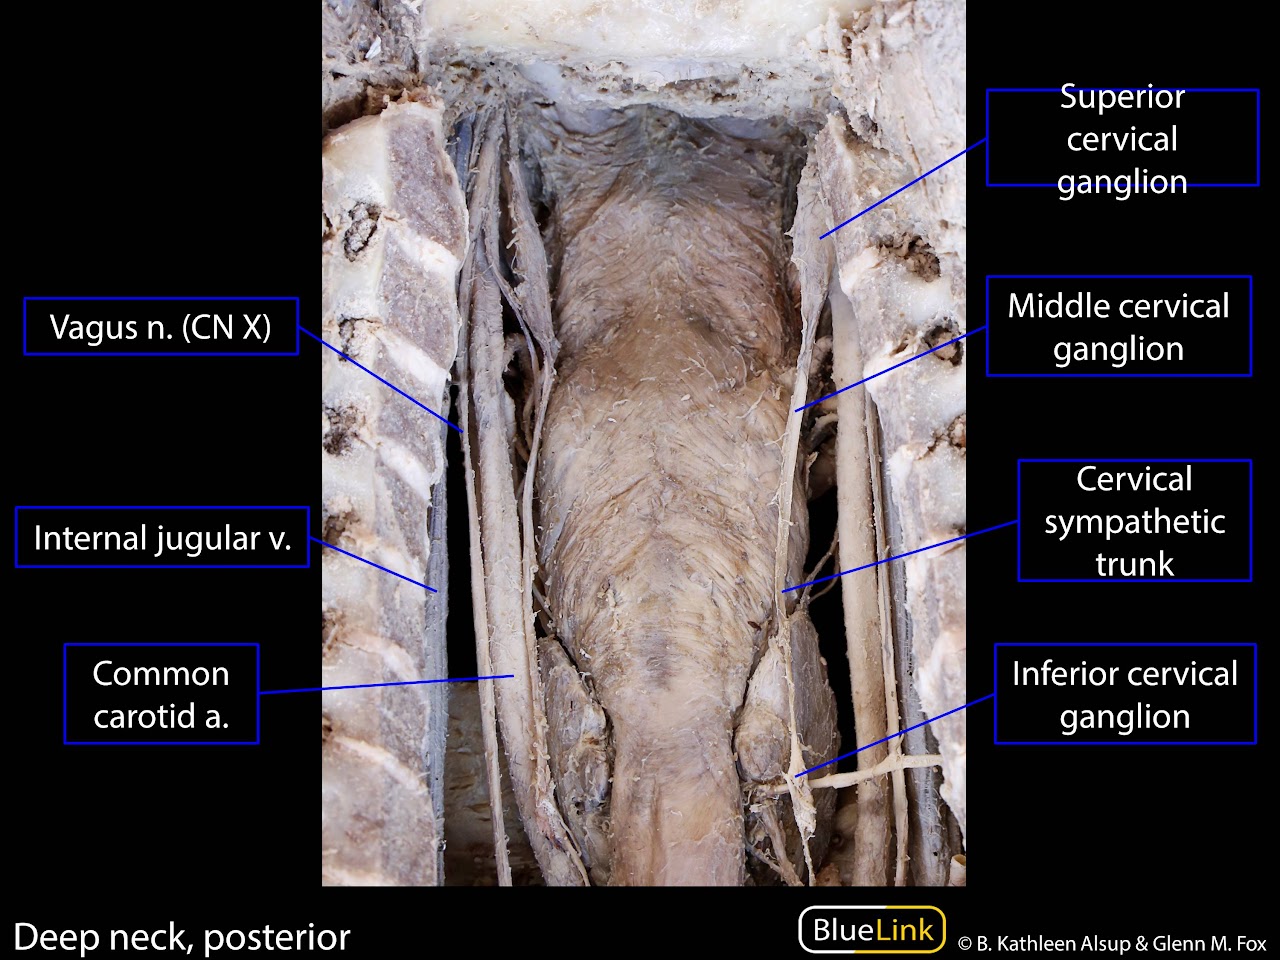 Superior
cervical
ganglion
Vagus n. (CN X)
Middle cervical
ganglion
Internal jugular v.
Cervical
sympathetic
trunk
Common
carotid a.
Inferior cervical
ganglion
Deep neck, posterior
BlueLink
© B. Kathleen Alsup & Glenn M. Fox